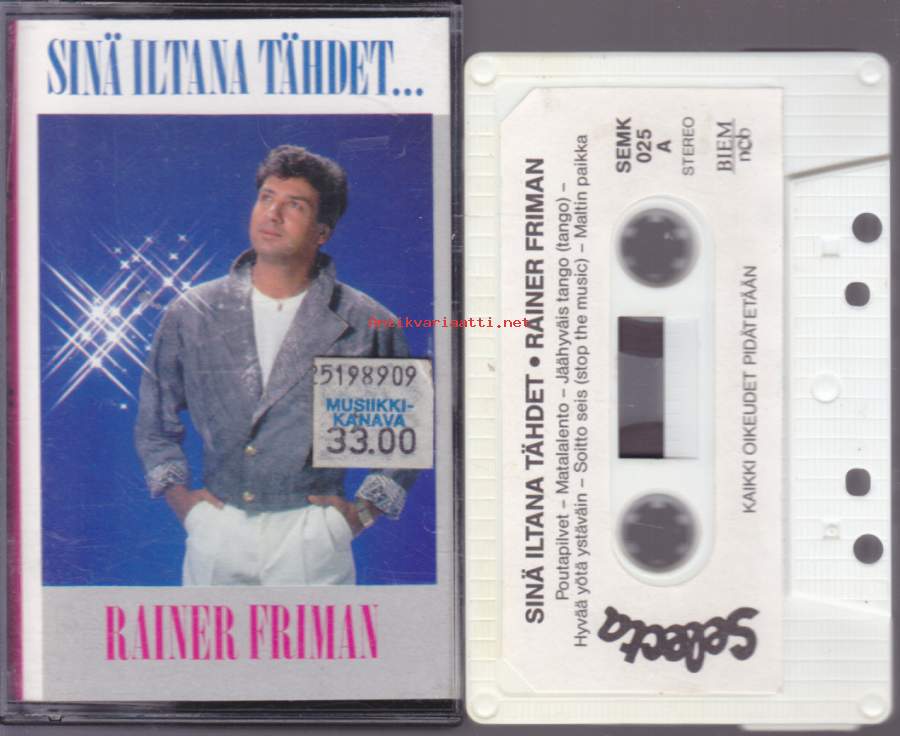 SINÄ ILTANA TÄHDET...
antikvariaatti.net
25198909
MUSIIKKI-
KANAVA
33.00
RAINER FRIMAN
SINÄ ILTANA TÄHDET • RAINER FRIMAN
Poutapilvet – Matalalento – Jäähyväis tango (tango) –
Hyvää yötä ystäväin – Soitto seis (stop the music) – Maltin paikka
SEMK
025
A
STEREO
BIEM
ncb
KAIKKI OIKEUDET PIDÄTETÄÄN
Selecta